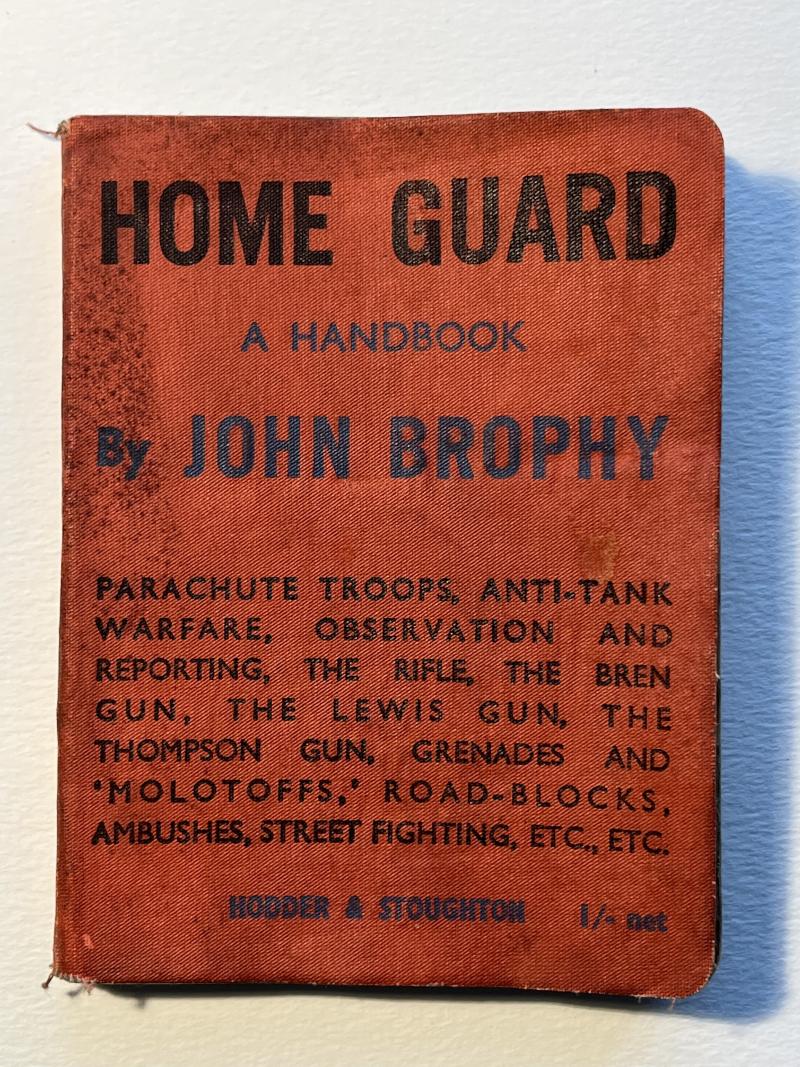 HOME GUARD
A HANDBOOK
By JOHN BROPHY
PARACHUTE TROOPS, ANTI-TANK
WARFARE, OBSERVATION AND
REPORTING, THE RIFLE, THE BREN
GUN, THE LEWIS GUN, THE
THOMPSON GUN, GRENADES AND
‘MOLOTOFFS,’ ROAD-BLOCKS,
AMBUSHES, STREET FIGHTING, ETC., ETC.
HODDER & STOUGHTON 1/- net